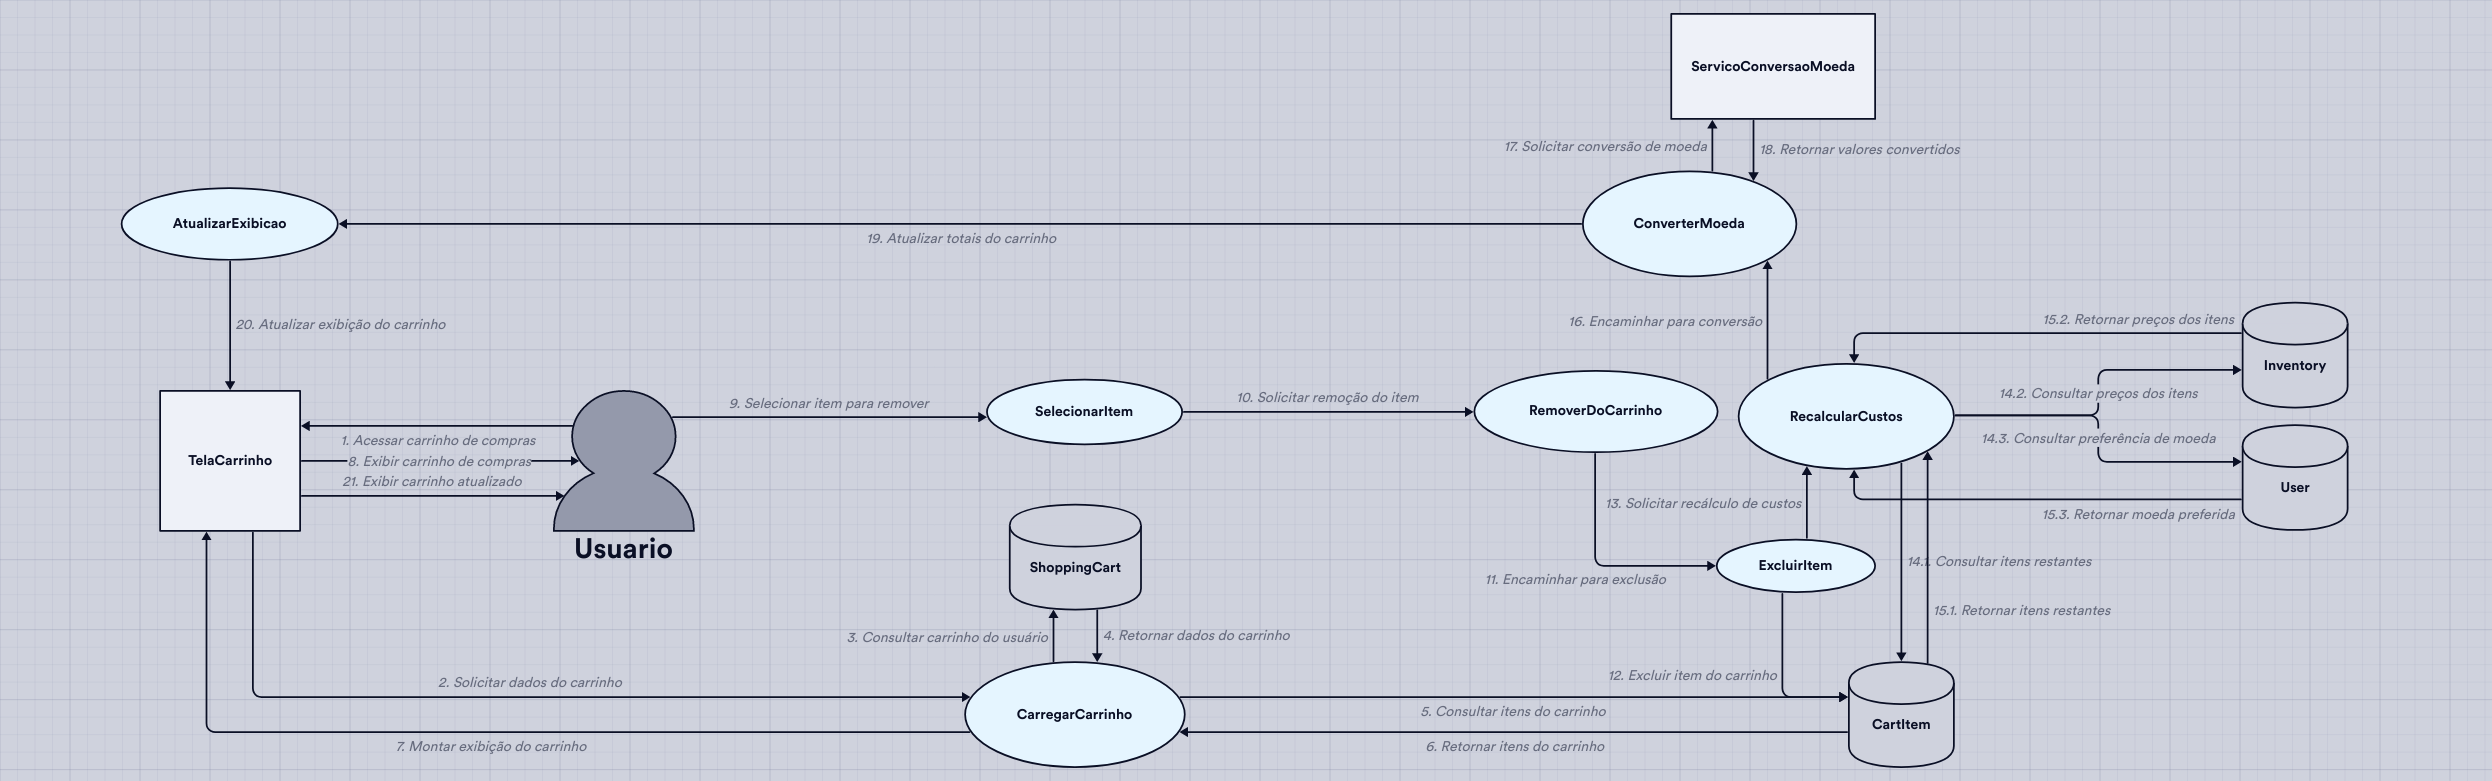 ServicoConversaoMoeda
17. Solicitar conversão de moeda
18. Retornar valores convertidos
AtualizarExibicao
ConverterMoeda
19. Atualizar totais do carrinho
20. Atualizar exibição do carrinho
16. Encaminhar para conversão
15.2. Retornar preços dos itens
Inventory
14.2. Consultar preços dos itens
9. Selecionar item para remover
SelecionarItem
10. Solicitar remoção do item
RemoverDoCarrinho
RecalcularCustos
14.3. Consultar preferência de moeda
1. Acessar carrinho de compras
TelaCarrinho
8. Exibir carrinho de compras
21. Exibir carrinho atualizado
User
13. Solicitar recálculo de custos
15.3. Retornar moeda preferida
Usuario
ShoppingCart
ExcluirItem
14.1. Consultar itens restantes
11. Encaminhar para exclusão
15.1. Retornar itens restantes
3. Consultar carrinho do usuário
4. Retornar dados do carrinho
12. Excluir item do carrinho
2. Solicitar dados do carrinho
CarregarCarrinho
5. Consultar itens do carrinho
CartItem
7. Montar exibição do carrinho
6. Retornar itens do carrinho